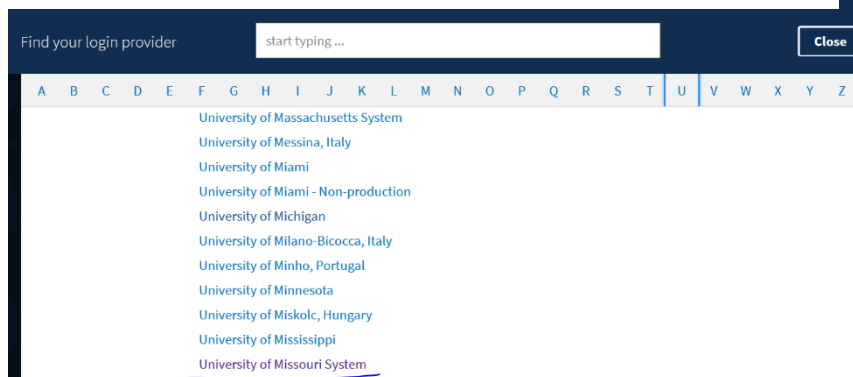 Find your login provider start typing ... Close
A B C D E F G H I J K L M N O P Q R S T U V W X Y Z
University of Massachusetts System
University of Messina, Italy
University of Miami
University of Miami - Non-production
University of Michigan
University of Milano-Bicocca, Italy
University of Minho, Portugal
University of Minnesota
University of Miskolc, Hungary
University of Mississippi
University of Missouri System